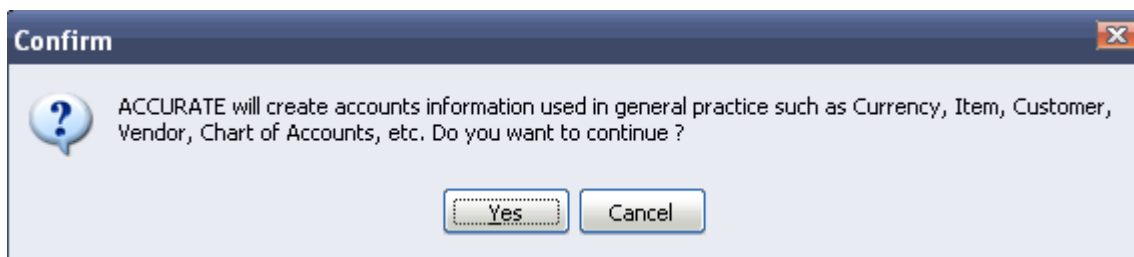 Confirm
ACCURATE will create accounts information used in general practice such as Currency, Item, Customer,
Vendor, Chart of Accounts, etc. Do you want to continue ?
Yes
Cancel